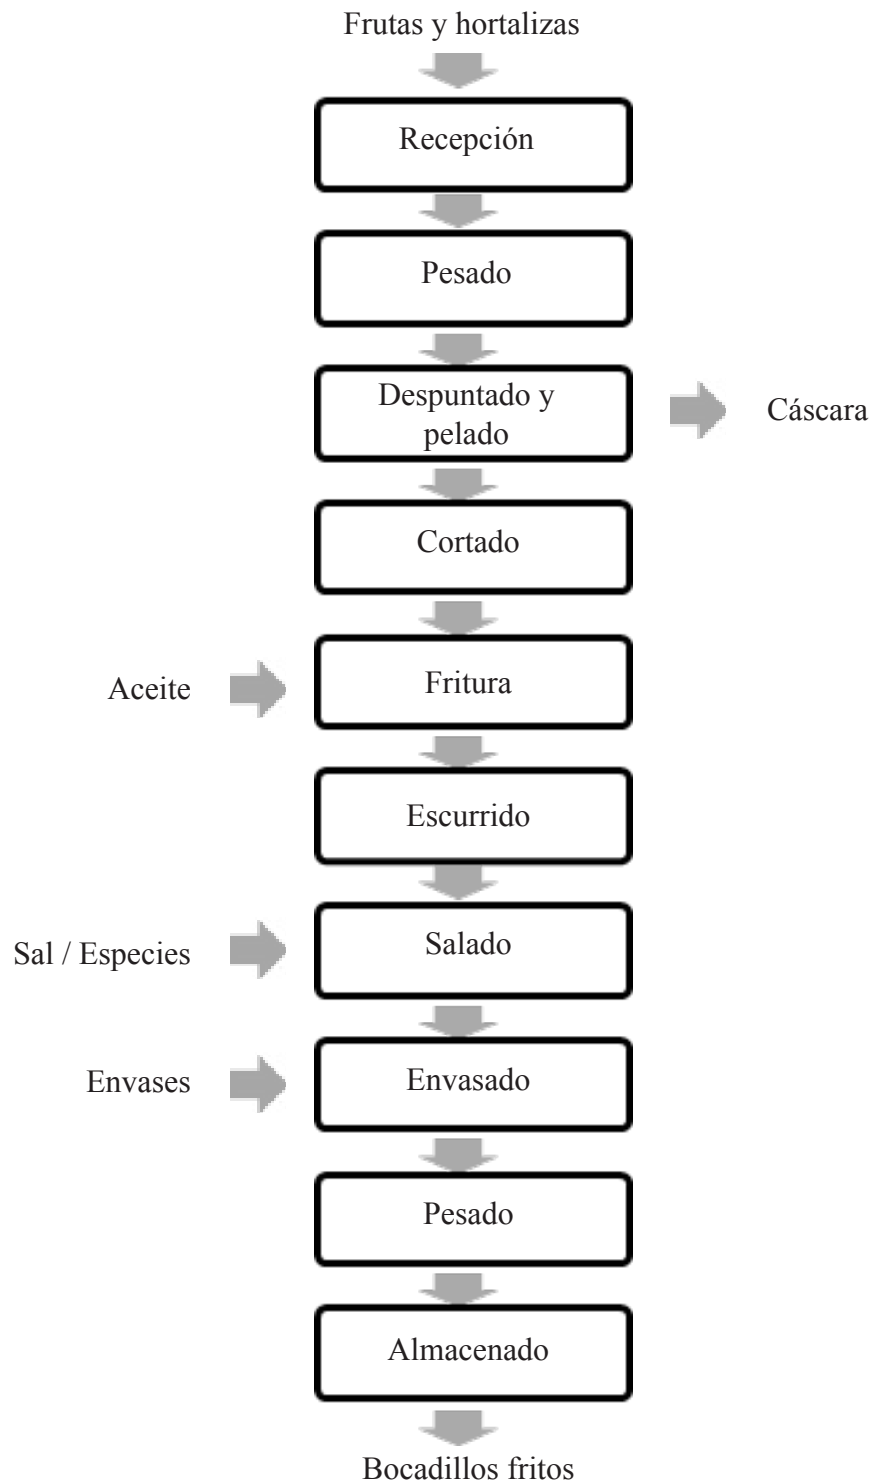 Frutas y hortalizas
Recepción
Pesado
Despuntado y
pelado
Cáscara
Cortado
Aceite
Fritura
Escurrido
Sal / Especies
Salado
Envases
Envasado
Pesado
Almacenado
Bocadillos fritos